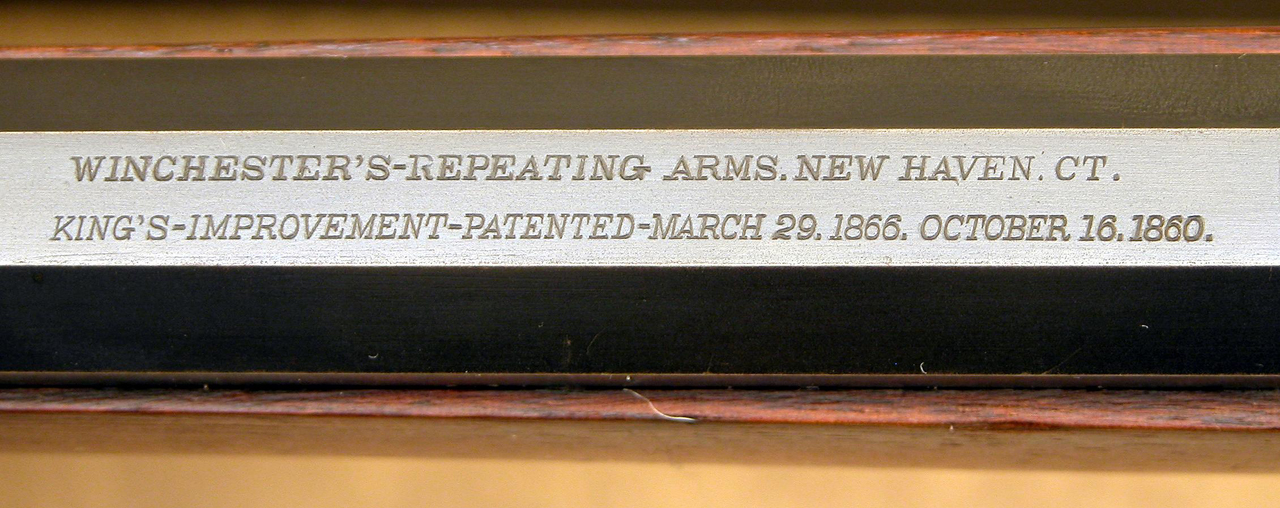 WINCHESTER'S-REPEATING ARMS. NEW HAVEN. CT.
KING'S-IMPROVEMENT-PATENTED-MARCH 29. 1866. OCTOBER 16. 1860.